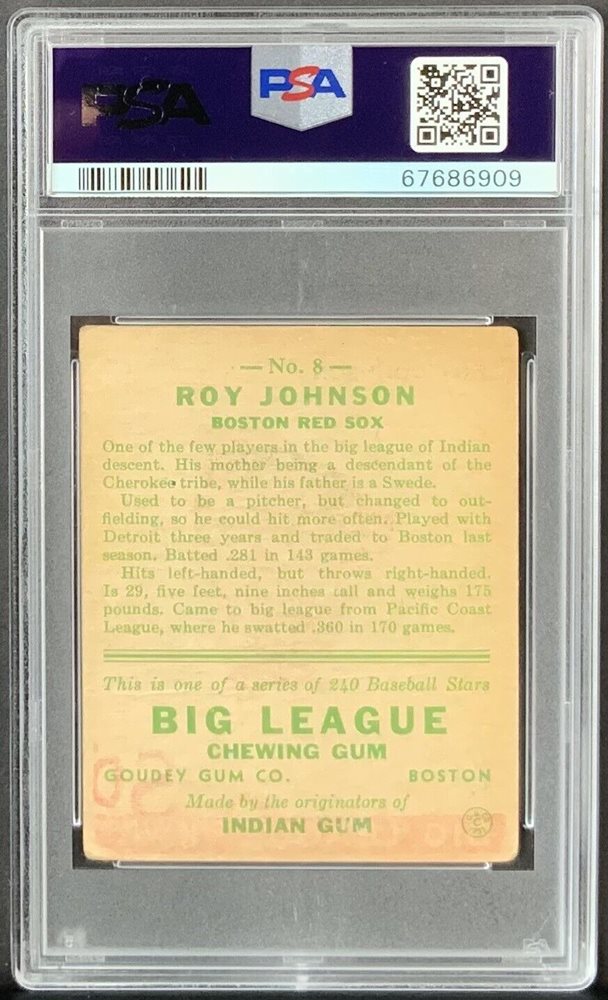 PSA
PSA
67686909
— No. 8 —
ROY JOHNSON
BOSTON RED SOX
One of the few players in the big league of Indian
descent. His mother being a descendant of the
Cherokee tribe, while his father is a Swede.
Used to be a pitcher, but changed to out-
fielding, so he could hit more often. Played with
Detroit three years and traded to Boston last
season. Batted .281 in 143 games.
Hits left-handed, but throws right-handed.
Is 29, five feet, nine inches tall and weighs 175
pounds. Came to big league from Pacific Coast
League, where he swatted .360 in 170 games.
This is one of a series of 240 Baseball Stars
BIG LEAGUE
CHEWING GUM
GOUDEY GUM CO. BOSTON
Made by the originators of
INDIAN GUM
PSA